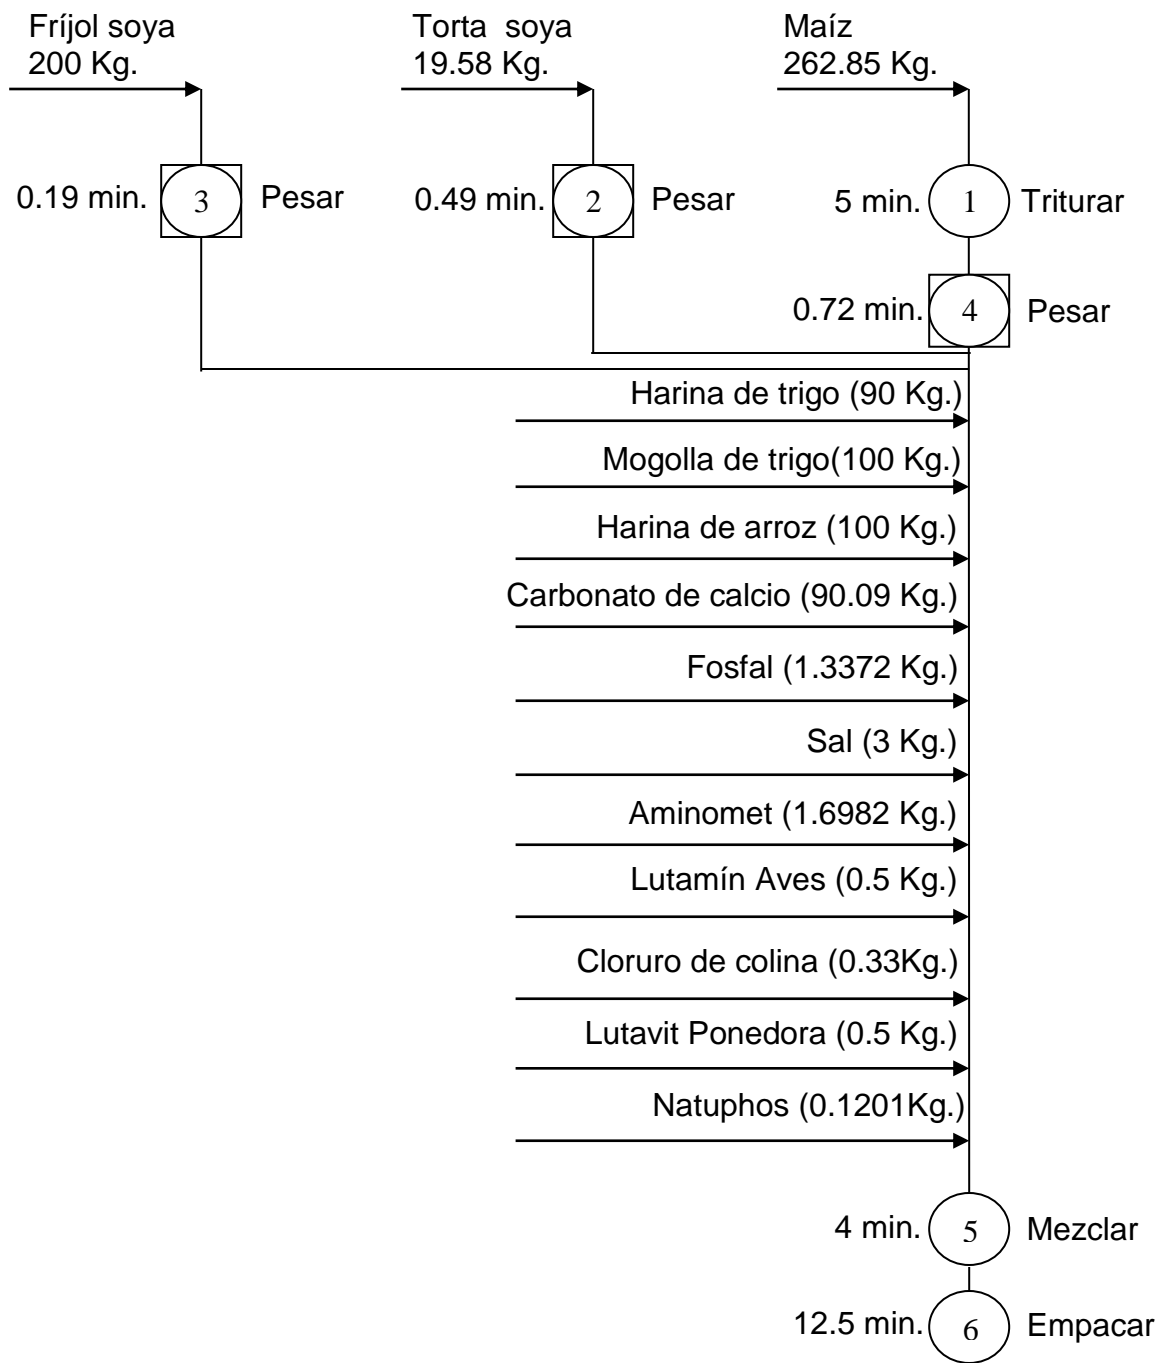 Fríjol soya
200 Kg.
Torta  soya
19.58 Kg.
Maíz
262.85 Kg.
0.19 min.
3
Pesar
0.49 min.
2
Pesar
5 min.
1
Triturar
0.72 min.
4
Pesar
Harina de trigo (90 Kg.)
Mogolla de trigo(100 Kg.)
Harina de arroz (100 Kg.)
Carbonato de calcio (90.09 Kg.)
Fosfal (1.3372 Kg.)
Sal (3 Kg.)
Aminomet (1.6982 Kg.)
Lutamín Aves (0.5 Kg.)
Cloruro de colina (0.33Kg.)
Lutavit Ponedora (0.5 Kg.)
Natuphos (0.1201Kg.)
4 min.
5
Mezclar
12.5 min.
6
Empacar